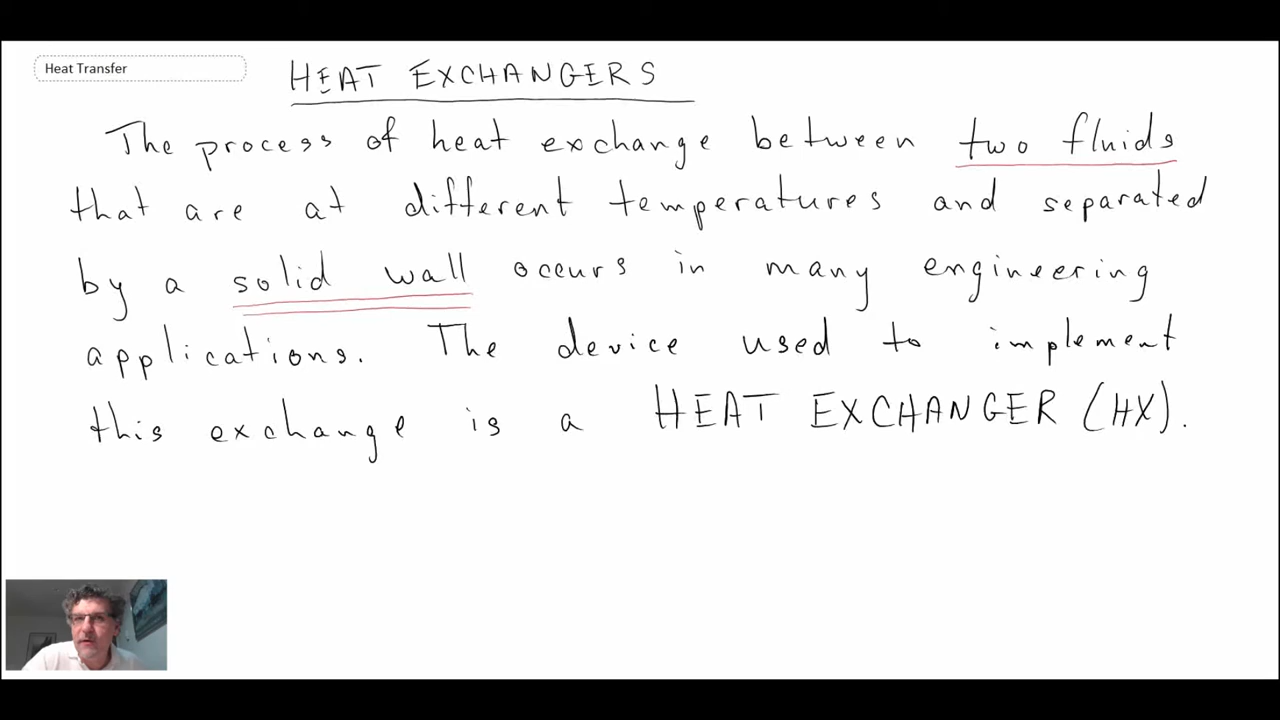 Heat Transfer
HEAT EXCHANGERS
The process of heat exchange between two fluids
that are at different temperatures and separated
by a solid wall occurs in many engineering
applications. The device used to implement
this exchange is a HEAT EXCHANGER (HX).